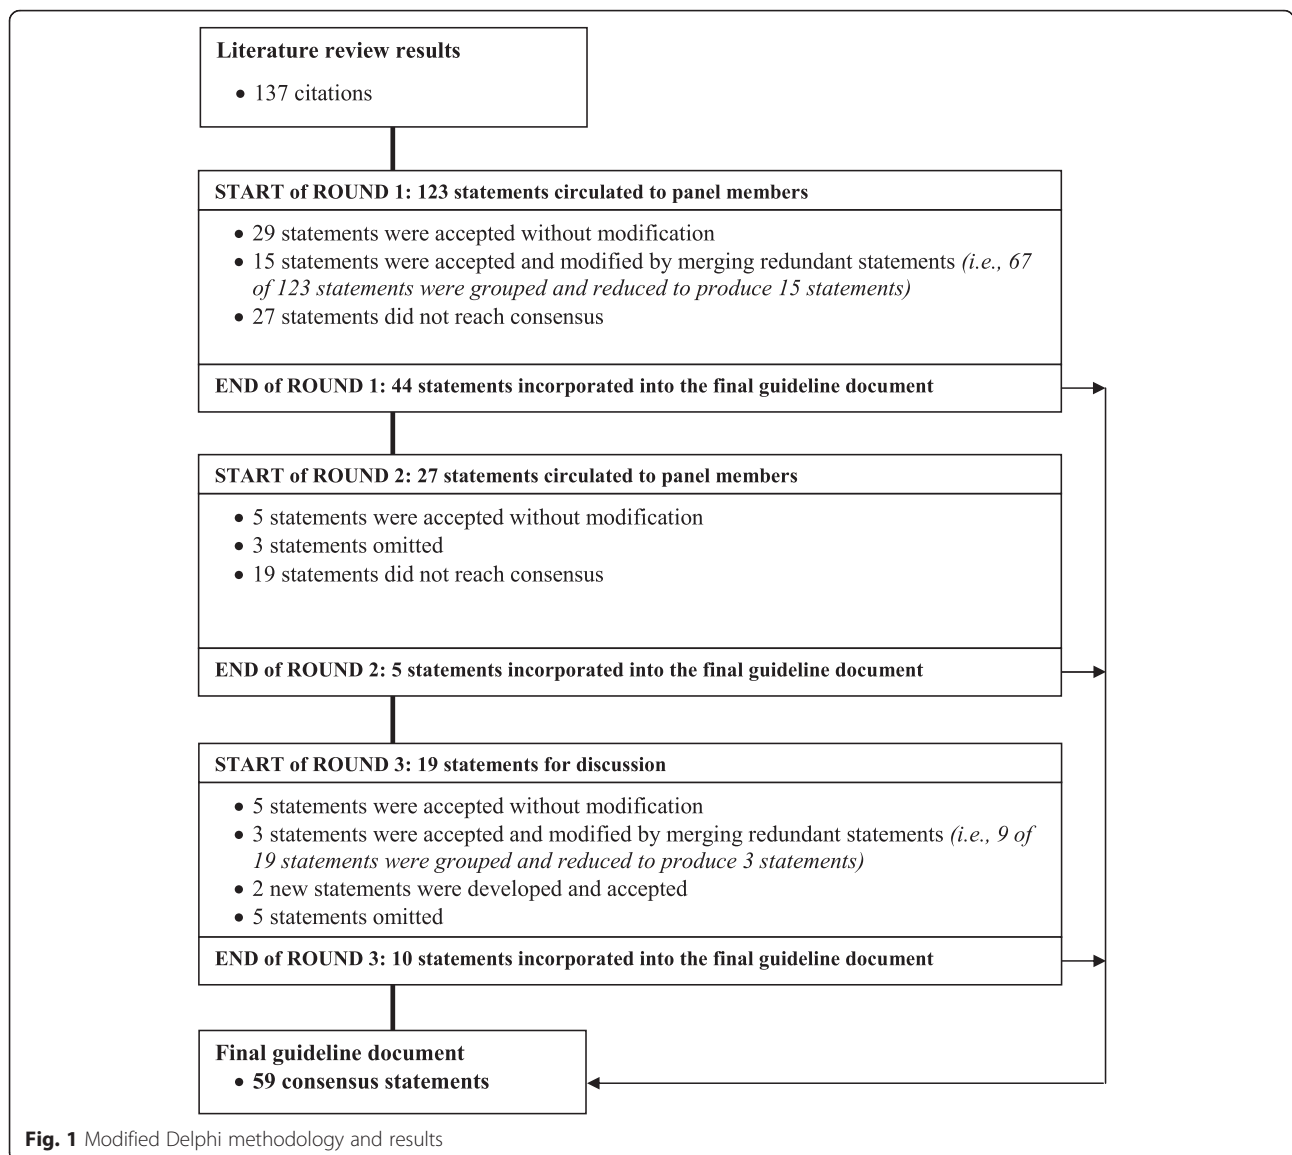 Literature review results
• 137 citations
START of ROUND 1: 123 statements circulated to panel members
• 29 statements were accepted without modification
• 15 statements were accepted and modified by merging redundant statements (i.e., 67
of 123 statements were grouped and reduced to produce 15 statements)
• 27 statements did not reach consensus
END of ROUND 1: 44 statements incorporated into the final guideline document
START of ROUND 2: 27 statements circulated to panel members
• 5 statements were accepted without modification
• 3 statements omitted
• 19 statements did not reach consensus
END of ROUND 2: 5 statements incorporated into the final guideline document
START of ROUND 3: 19 statements for discussion
• 5 statements were accepted without modification
• 3 statements were accepted and modified by merging redundant statements (i.e., 9 of
19 statements were grouped and reduced to produce 3 statements)
• 2 new statements were developed and accepted
• 5 statements omitted
END of ROUND 3: 10 statements incorporated into the final guideline document
Final guideline document
• 59 consensus statements
Fig. 1 Modified Delphi methodology and results